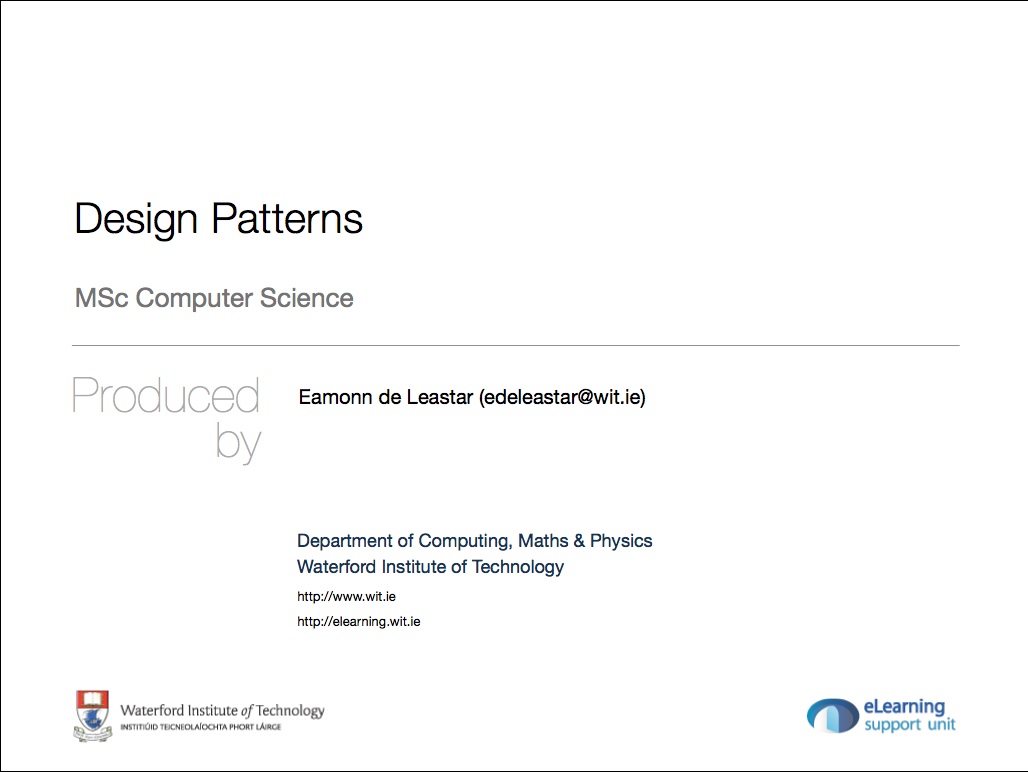 Design Patterns
MSc Computer Science
Produced
by
Eamonn de Leastar (edeleastar@wit.ie)
Department of Computing, Maths & Physics
Waterford Institute of Technology
http://www.wit.ie
http://elearning.wit.ie
Waterford Institute of Technology
INSTITIÚID TEICNEOLAÍOCHTA PHORT LÁIRGE
eLearning
support unit